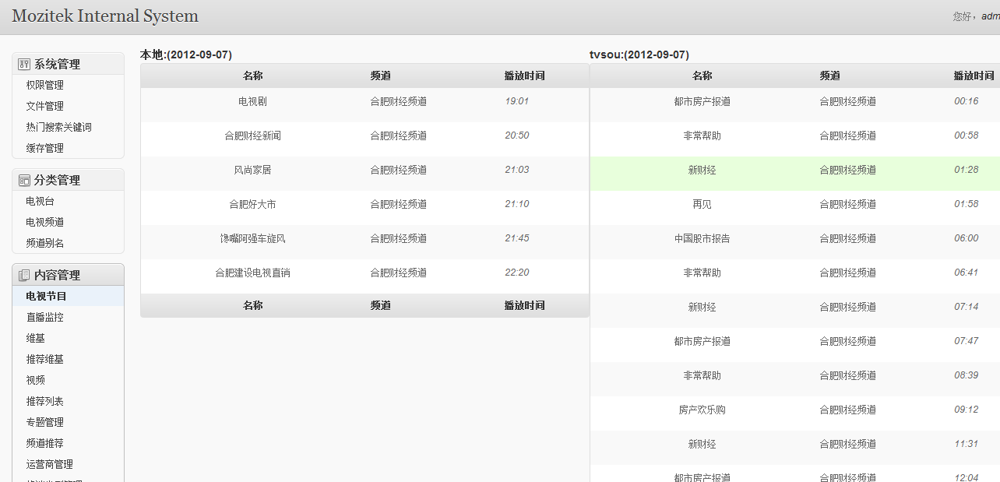 Mozitek Internal System
您好，adm
系统管理
权限管理
文件管理
热门搜索关键词
缓存管理
分类管理
电视台
电视频道
频道别名
内容管理
电视节目
直播监控
维基
推荐维基
视频
推荐列表
专题管理
频道推荐
运营商管理
本地:(2012-09-07)
名称 频道 播放时间
电视剧 合肥财经频道 19:01
合肥财经新闻 合肥财经频道 20:50
风尚家居 合肥财经频道 21:03
合肥好大市 合肥财经频道 21:10
馋嘴阿强车旋风 合肥财经频道 21:45
合肥建设电视直销 合肥财经频道 22:20
名称 频道 播放时间
tvsou:(2012-09-07)
名称 频道 播放时间
都市房产报道 合肥财经频道 00:16
非常帮助 合肥财经频道 00:58
新财经 合肥财经频道 01:28
再见 合肥财经频道 01:58
中国股市报告 合肥财经频道 06:00
非常帮助 合肥财经频道 06:41
新财经 合肥财经频道 07:14
都市房产报道 合肥财经频道 07:47
非常帮助 合肥财经频道 08:39
房产欢乐购 合肥财经频道 09:12
新财经 合肥财经频道 11:31
都市房产报道 合肥财经频道 12:04